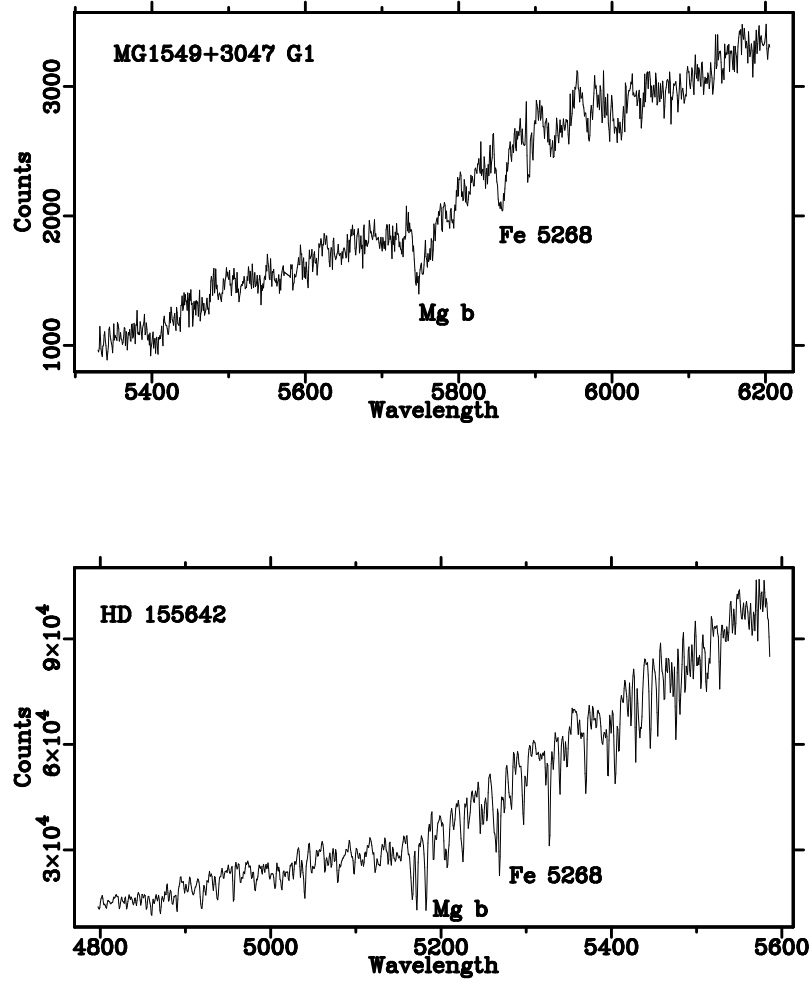 MG1549+3047 G1
3000
2000
1000
Counts
Fe 5268
Mg b
5400 5600 5800 6000 6200
Wavelength
HD 155642
9×10⁴
6×10⁴
3×10⁴
Counts
Fe 5268
Mg b
4800 5000 5200 5400 5600
Wavelength